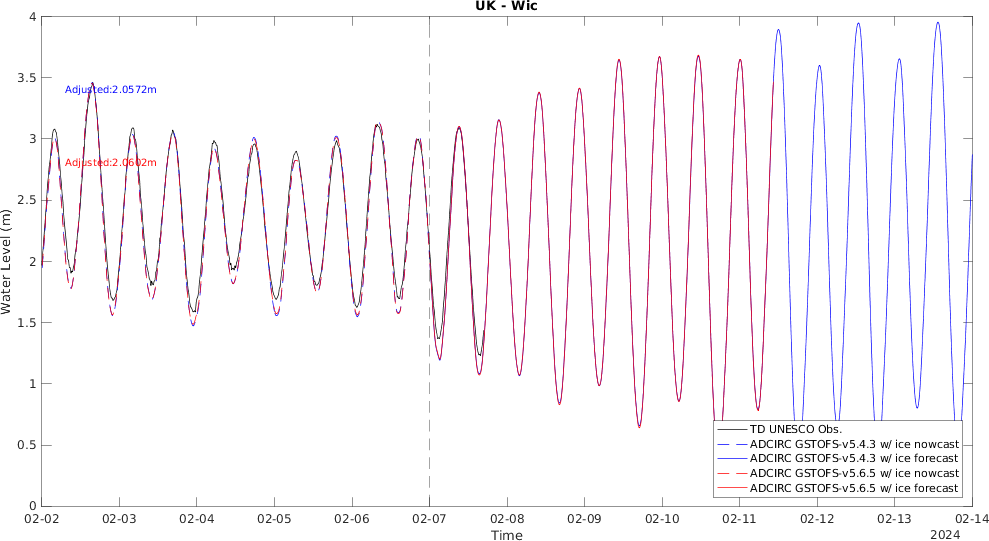 UK - Wic
Water Level (m)
4
3.5
3
2.5
2
1.5
1
0.5
0
Adjusted:2.0572m
Adjusted:2.0602m
TD UNESCO Obs.
ADCIRC GSTOFS-v5.4.3 w/ ice nowcast
ADCIRC GSTOFS-v5.4.3 w/ ice forecast
ADCIRC GSTOFS-v5.6.5 w/ ice nowcast
ADCIRC GSTOFS-v5.6.5 w/ ice forecast
02-02 02-03 02-04 02-05 02-06 02-07 02-08 02-09 02-10 02-11 02-12 02-13 02-14
Time
2024